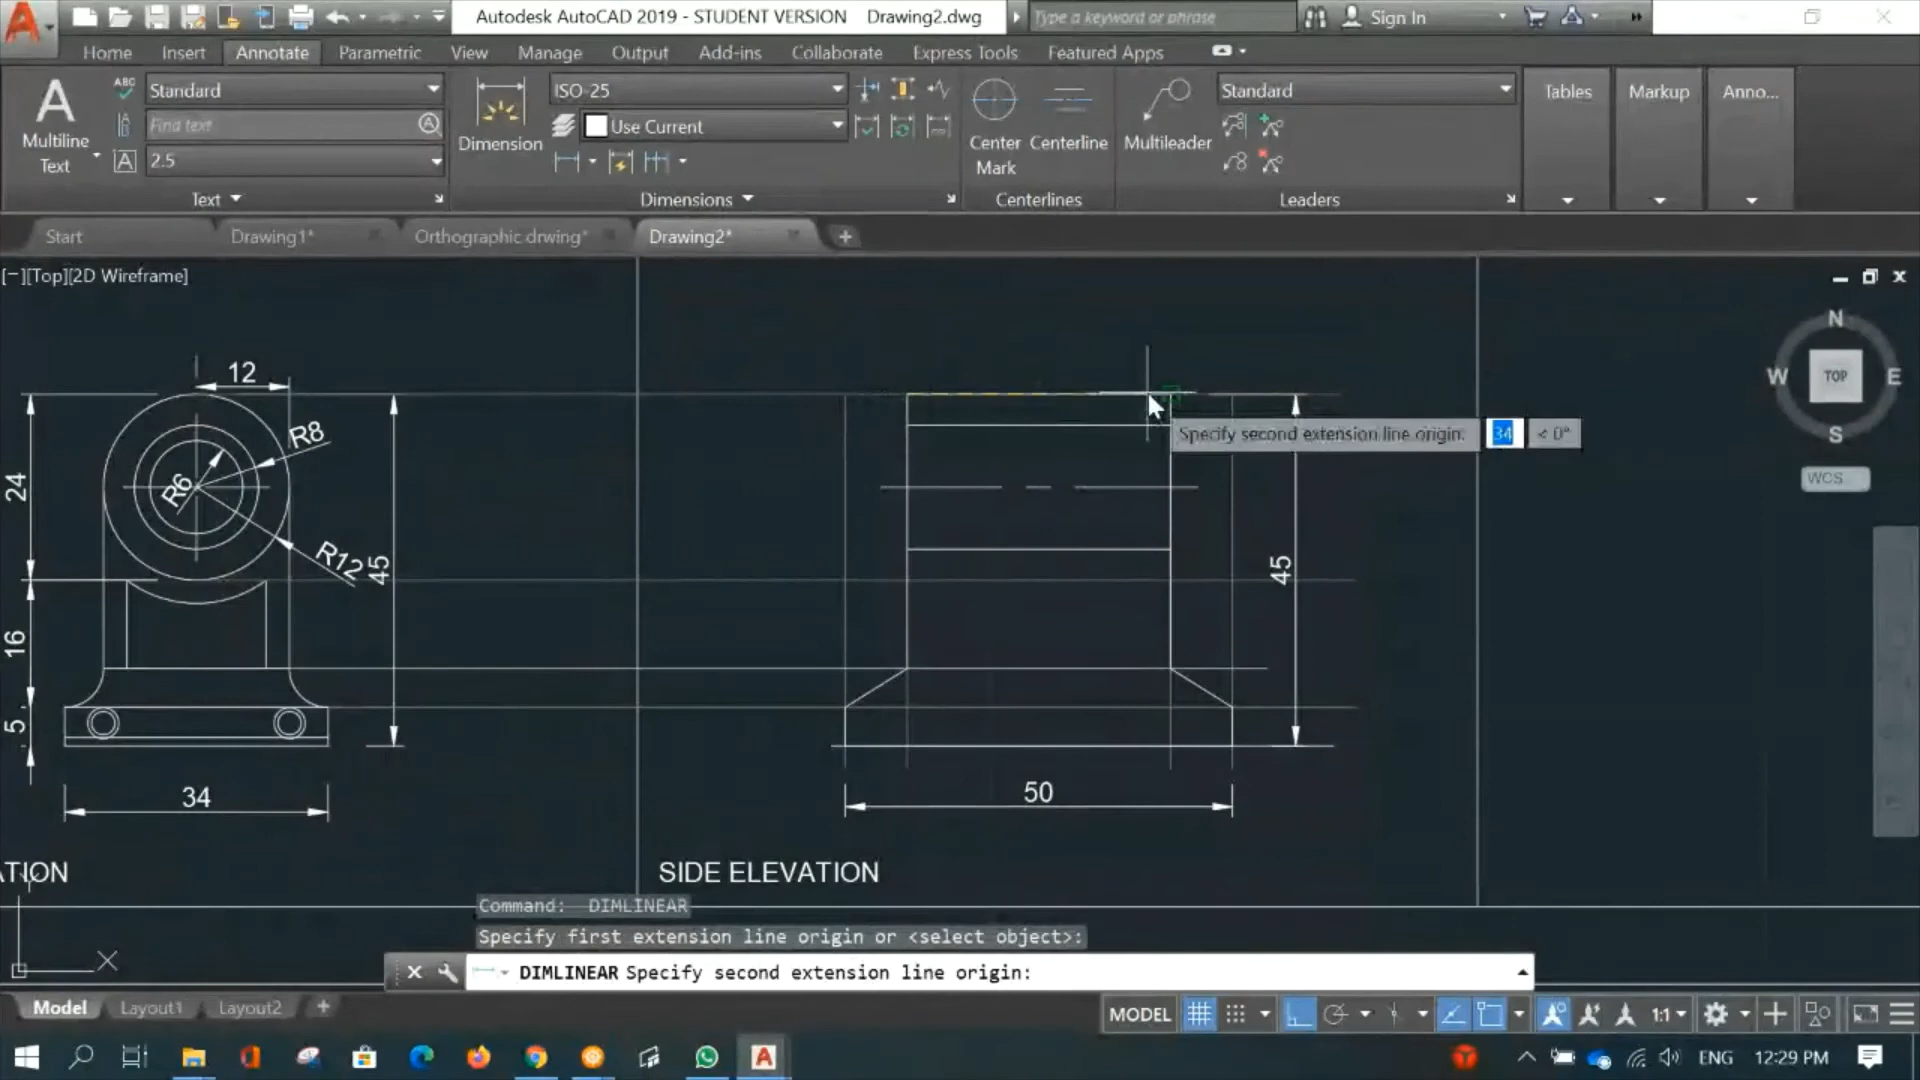 Autodesk AutoCAD 2019 - STUDENT VERSION Drawing2.dwg
Type a keyword or phrase
Sign In
Home Insert Annotate Parametric View Manage Output Add-ins Collaborate Express Tools Featured Apps
A
Multiline
Text
ABC
Standard
Find text
2.5
Text
Dimension
ISO-25
Use Current
Dimensions
Center
Mark
Centerline
Centerlines
Multileader
Standard
Leaders
Tables
Markup
Anno...
Start Drawing1* Orthographic drwing* Drawing2*
[−][Top][2D Wireframe]
N
W TOP E
S
WCS
12
R8
R6
R12
24
45
16
5
34
Specify second extension line origin: 34 < 0°
45
50
ATION
SIDE ELEVATION
Command: DIMLINEAR
Specify first extension line origin or <select object>:
DIMLINEAR Specify second extension line origin:
Model Layout1 Layout2
MODEL
1:1
ENG 12:29 PM